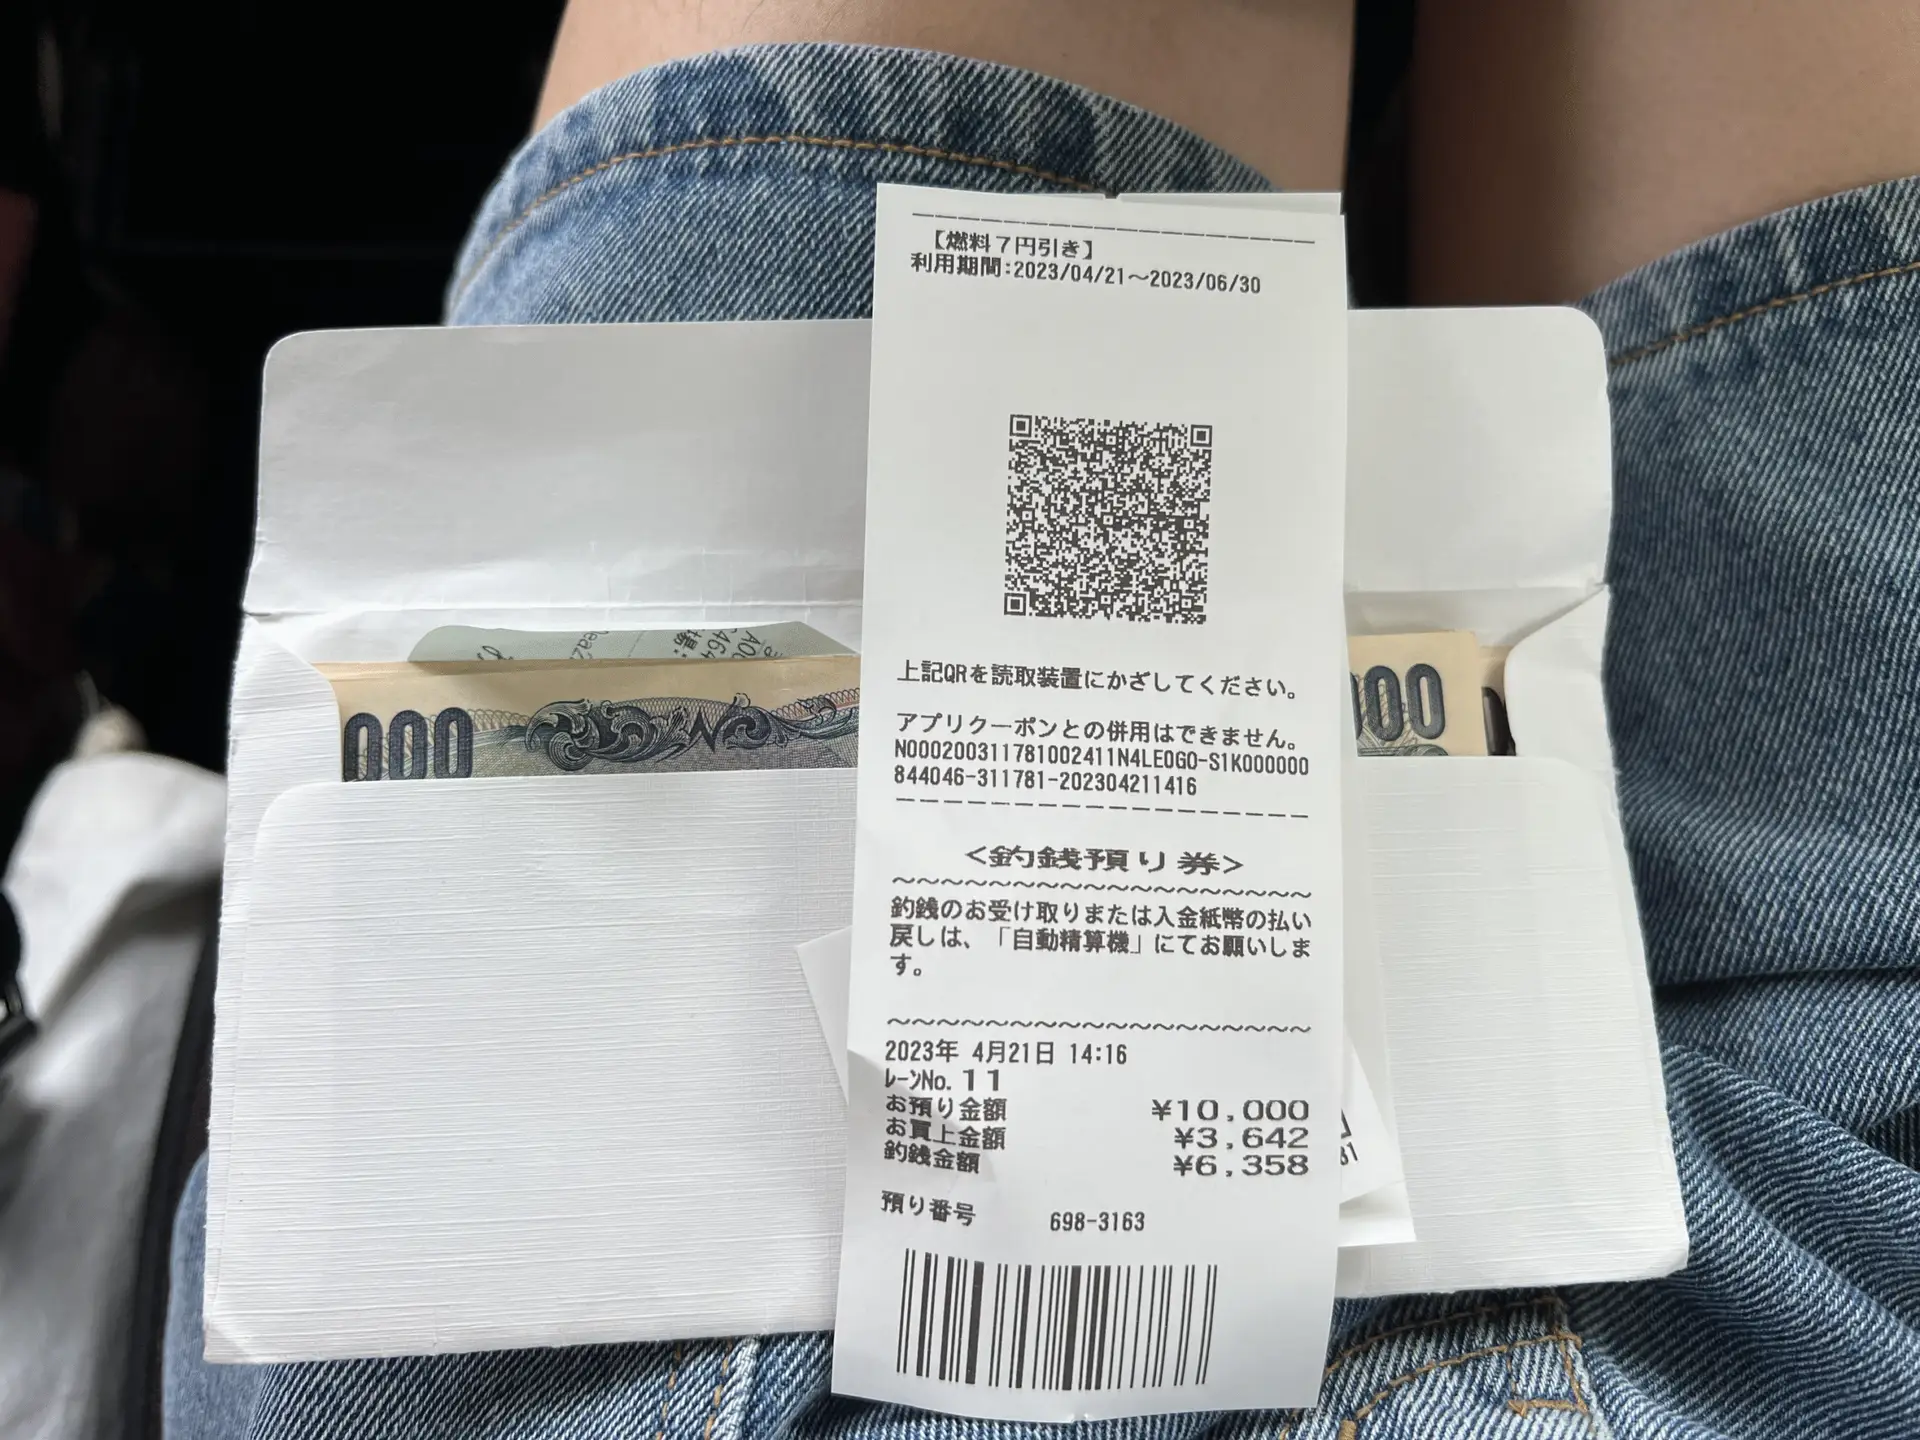 【燃料7円引き】
利用期間:2023/04/21〜2023/06/30
上記QRを読取装置にかざしてください。
アプリクーポンとの併用はできません。
N000200311781002411N4LE0G0-S1K000000
844046-311781-202304211416
<釣銭預り券>
釣銭のお受け取りまたは入金紙幣の払い
戻しは、「自動精算機」にてお願いしま
す。
2023年 4月21日 14:16
ﾚｰﾝNo. 11
お預り金額 ¥10,000
お買上金額 ¥3,642
釣銭金額 ¥6,358
預り番号 698-3163
000
000